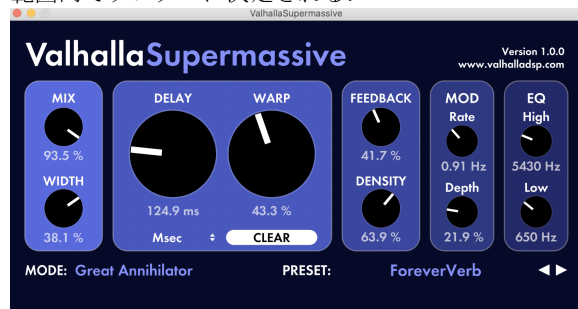 ValhallaSupermassive
ValhallaSupermassive
Version 1.0.0
www.valhalladsp.com
MIX
93.5 %
WIDTH
38.1 %
DELAY
124.9 ms
WARP
43.3 %
Msec
CLEAR
FEEDBACK
41.7 %
DENSITY
63.9 %
MOD
Rate
0.91 Hz
Depth
21.9 %
EQ
High
5430 Hz
Low
650 Hz
MODE: Great Annihilator
PRESET: ForeverVerb